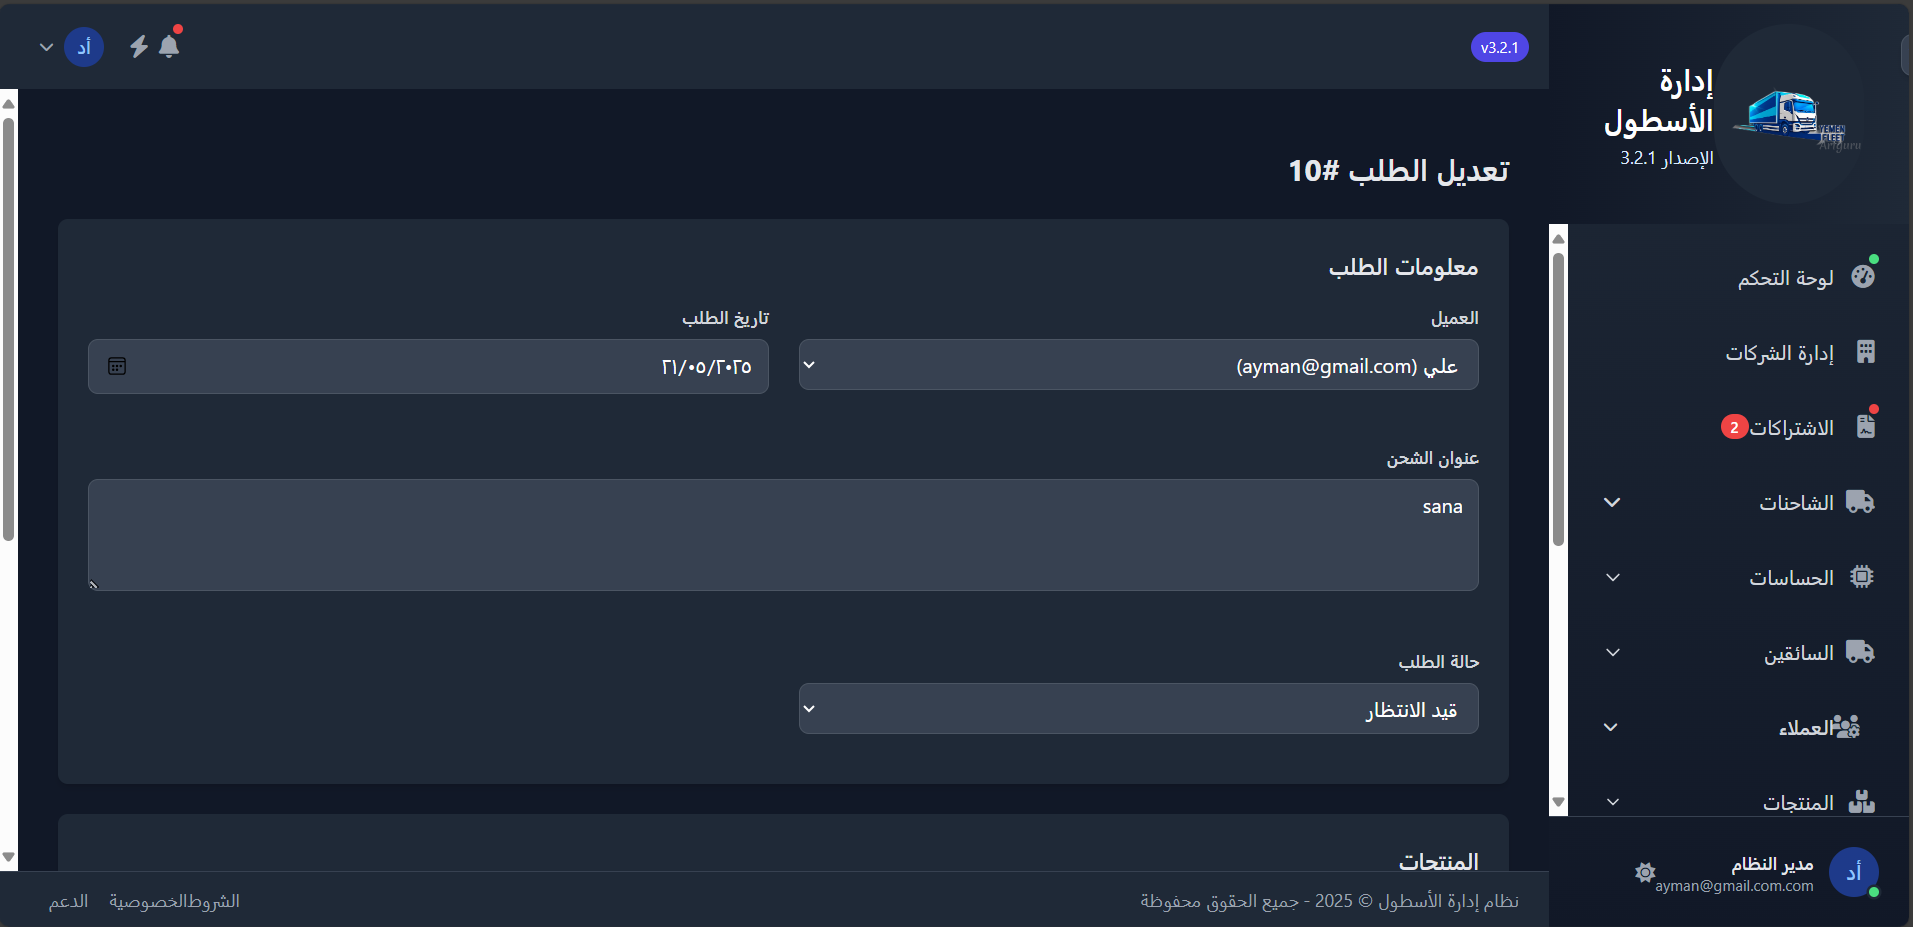 إدارة
الأسطول
الإصدار 3.2.1
YEMEN
FLEET
Artguru
v3.2.1
أد
لوحة التحكم
إدارة الشركات
الاشتراكات 2
الشاحنات
الحساسات
السائقين
العملاء
المنتجات
مدير النظام
ayman@gmail.com.com
أد
تعديل الطلب #10
معلومات الطلب
العميل
علي (ayman@gmail.com)
تاريخ الطلب
٢١/٠٥/٢٠٢٥
عنوان الشحن
sana
حالة الطلب
قيد الانتظار
المنتجات
نظام إدارة الأسطول © 2025 - جميع الحقوق محفوظة
الشروطالخصوصية الدعم